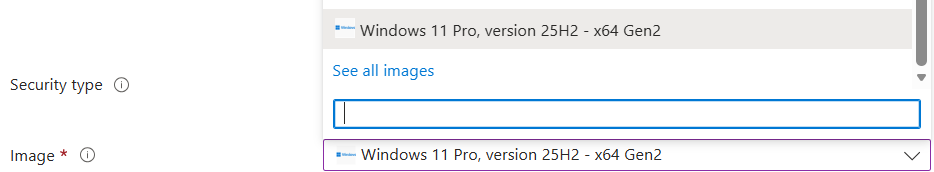 Windows 11 Pro, version 25H2 - x64 Gen2
See all images
Security type
Image *
Windows 11 Pro, version 25H2 - x64 Gen2